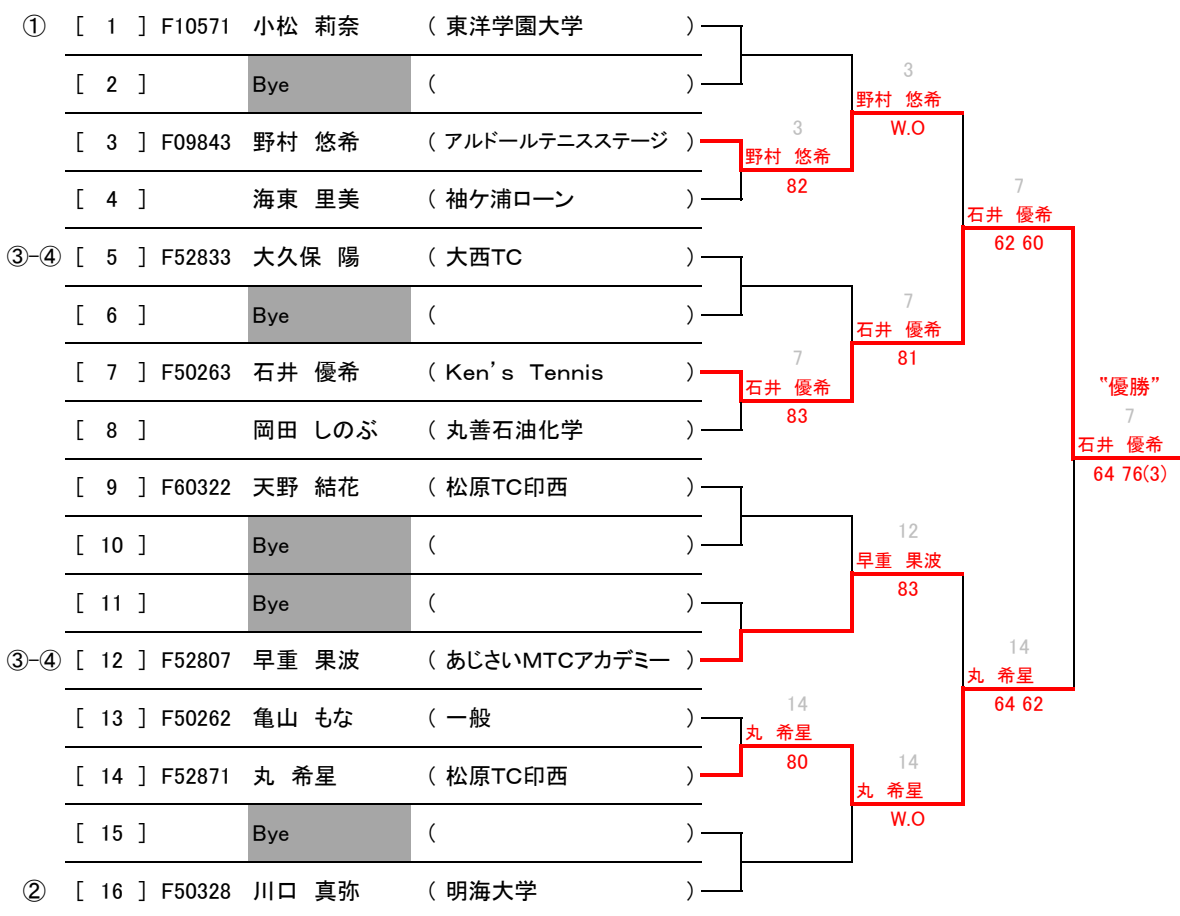 ① [ 1 ] F10571 小松 莉奈 ( 東洋学園大学 )
[ 2 ] Bye ( )
3
野村 悠希
[ 3 ] F09843 野村 悠希 ( アルドールテニスステージ ) 3 W.O
野村 悠希
[ 4 ] 海東 里美 ( 袖ケ浦ローン ) 82 7
石井 優希
③-④ [ 5 ] F52833 大久保 陽 ( 大西TC ) 62 60
[ 6 ] Bye ( ) 7
石井 優希
[ 7 ] F50263 石井 優希 ( Ken's Tennis ) 7 81
石井 優希 “優勝”
[ 8 ] 岡田 しのぶ ( 丸善石油化学 ) 83 7
石井 優希
[ 9 ] F60322 天野 結花 ( 松原TC印西 ) 64 76(3)
[ 10 ] Bye ( ) 12
早重 果波
[ 11 ] Bye ( ) 83
③-④ [ 12 ] F52807 早重 果波 ( あじさいMTCアカデミー ) 14
丸 希星
[ 13 ] F50262 亀山 もな ( 一般 ) 14 64 62
丸 希星
[ 14 ] F52871 丸 希星 ( 松原TC印西 ) 80 14
丸 希星
[ 15 ] Bye ( ) W.O
② [ 16 ] F50328 川口 真弥 ( 明海大学 )